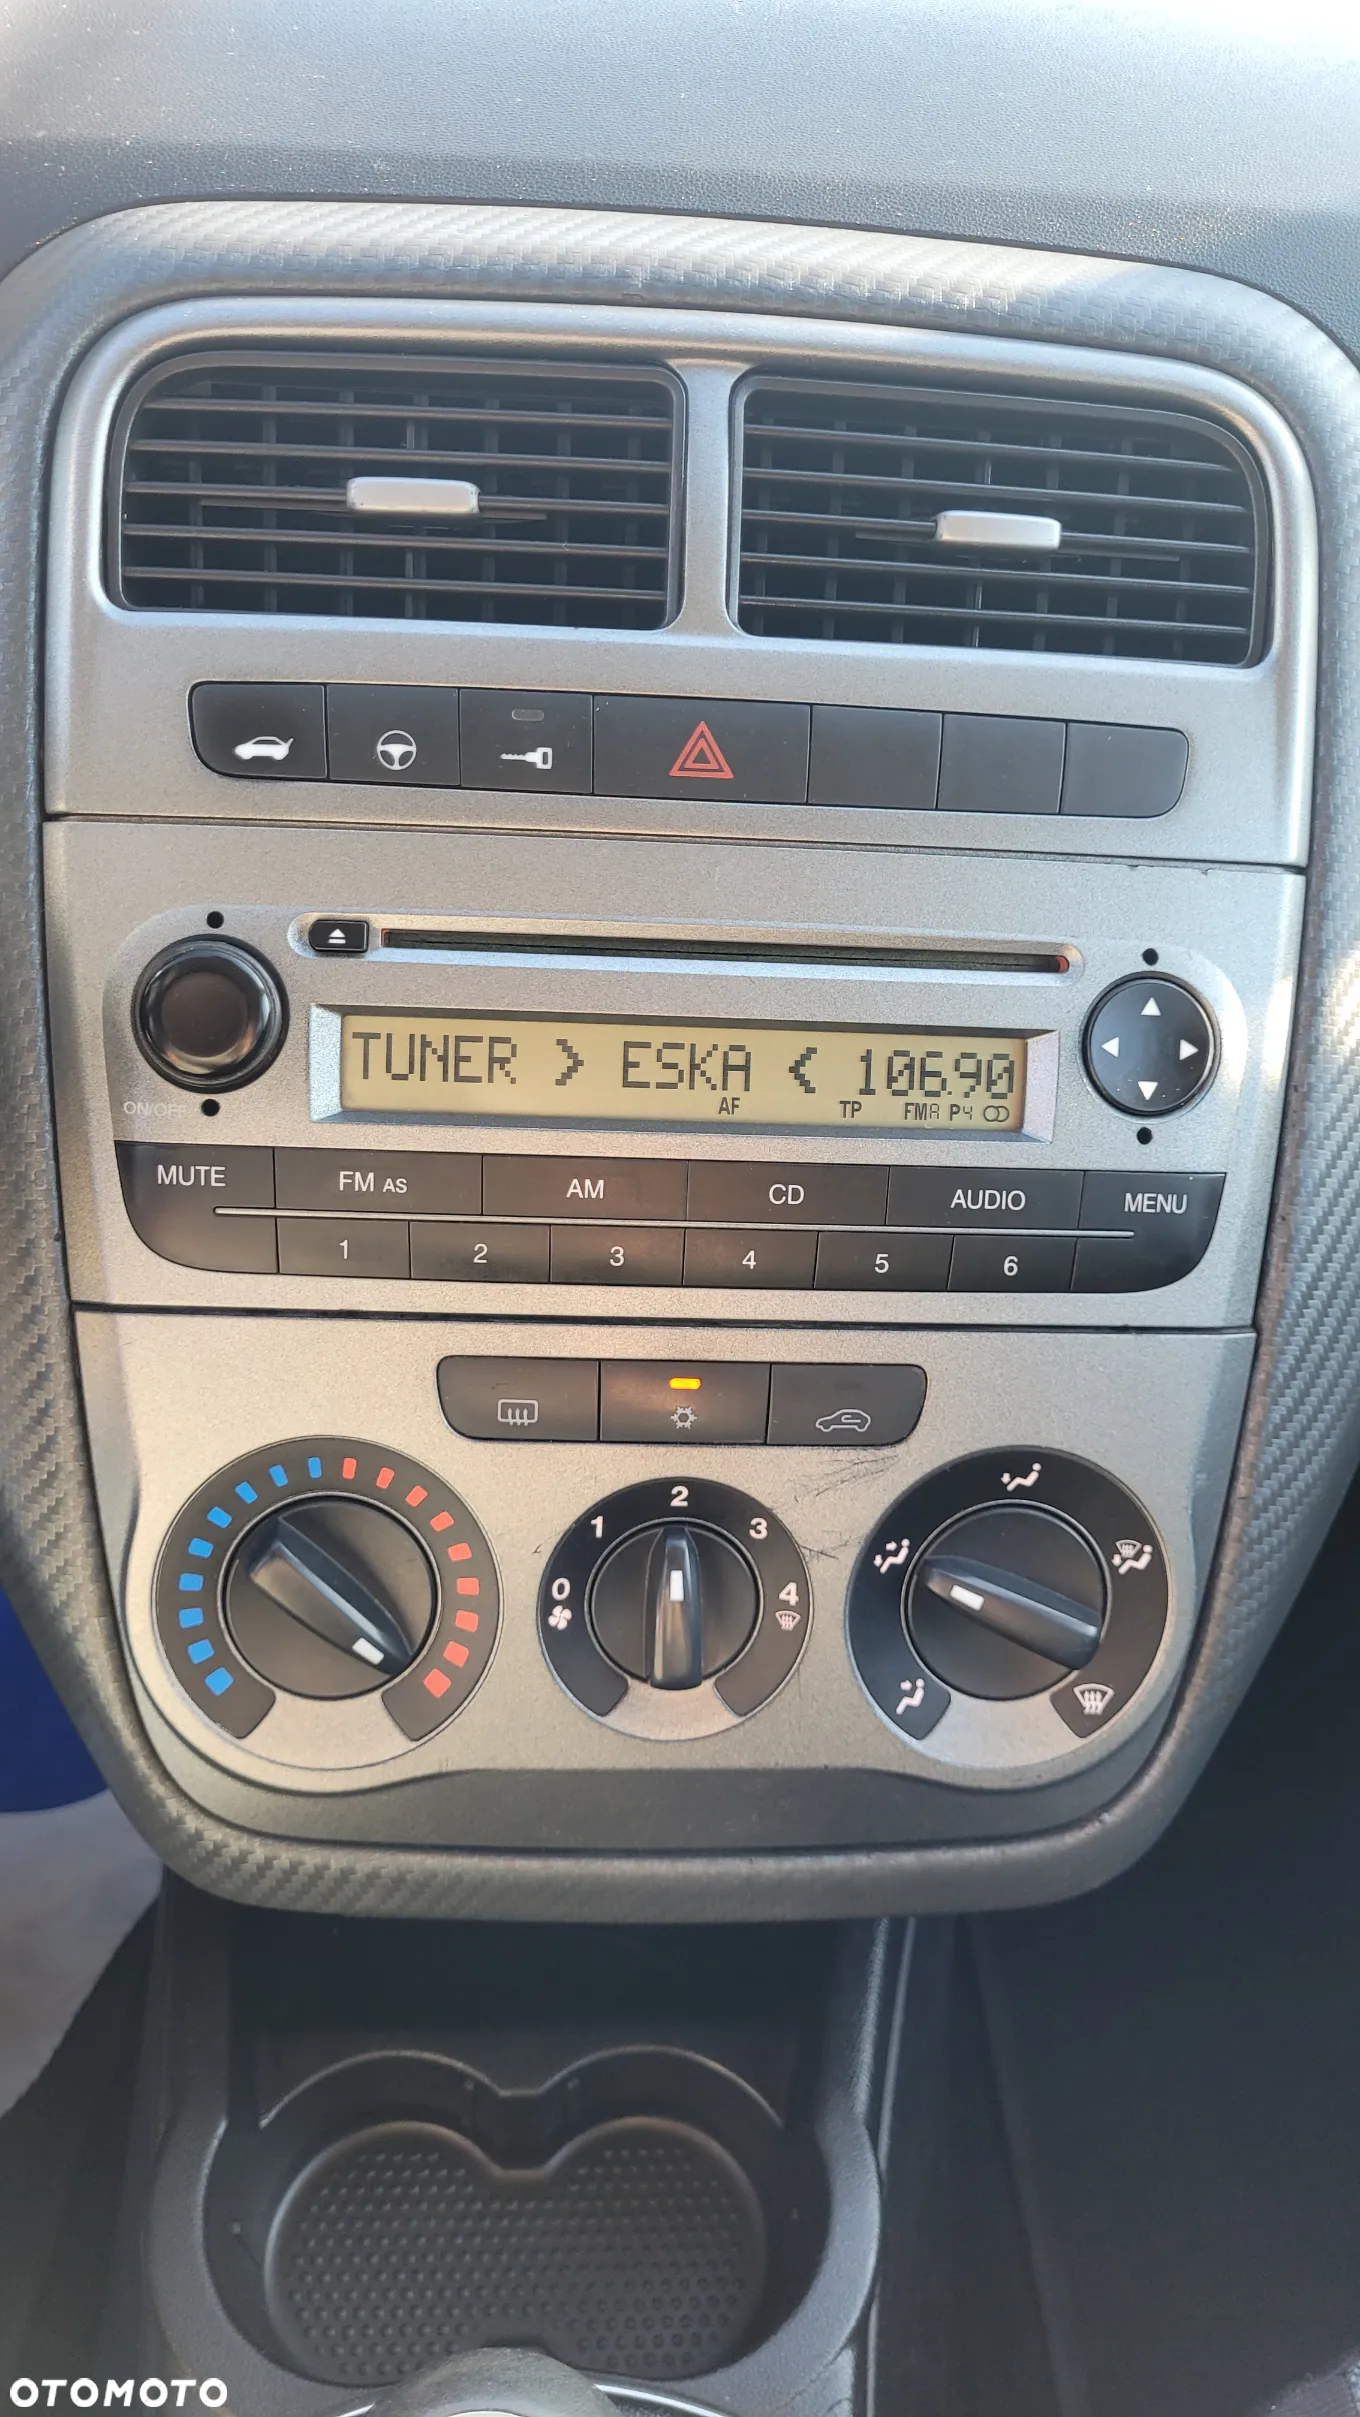 TUNER > ESKA < 106.90
AF TP FMA P4
ON/OFF
MUTE FM AS AM CD AUDIO MENU
1 2 3 4 5 6
0 1 2 3 4
OTOMOTO